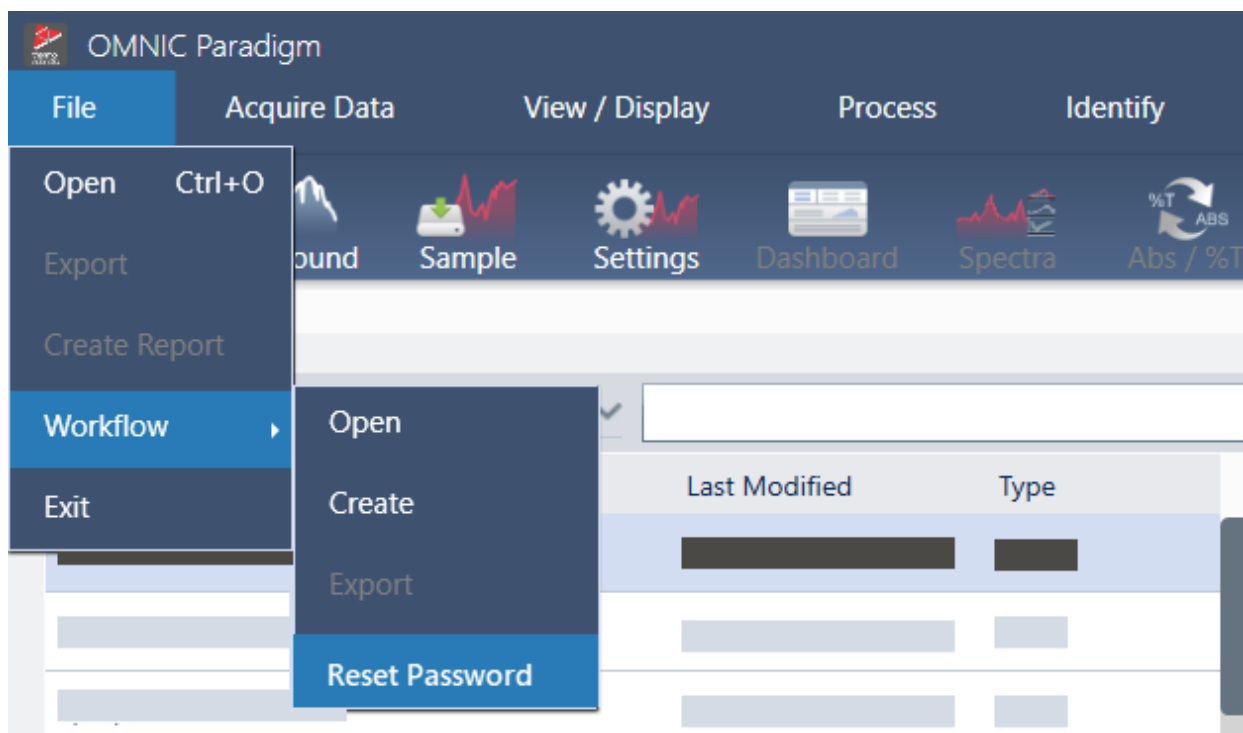 OMNIC Paradigm
File Acquire Data View / Display Process Identify
Open Ctrl+O
Export
Create Report
Workflow
Exit
Open
Create
Export
Reset Password
ound Sample Settings Dashboard Spectra Abs / %T
%T ABS
Last Modified Type